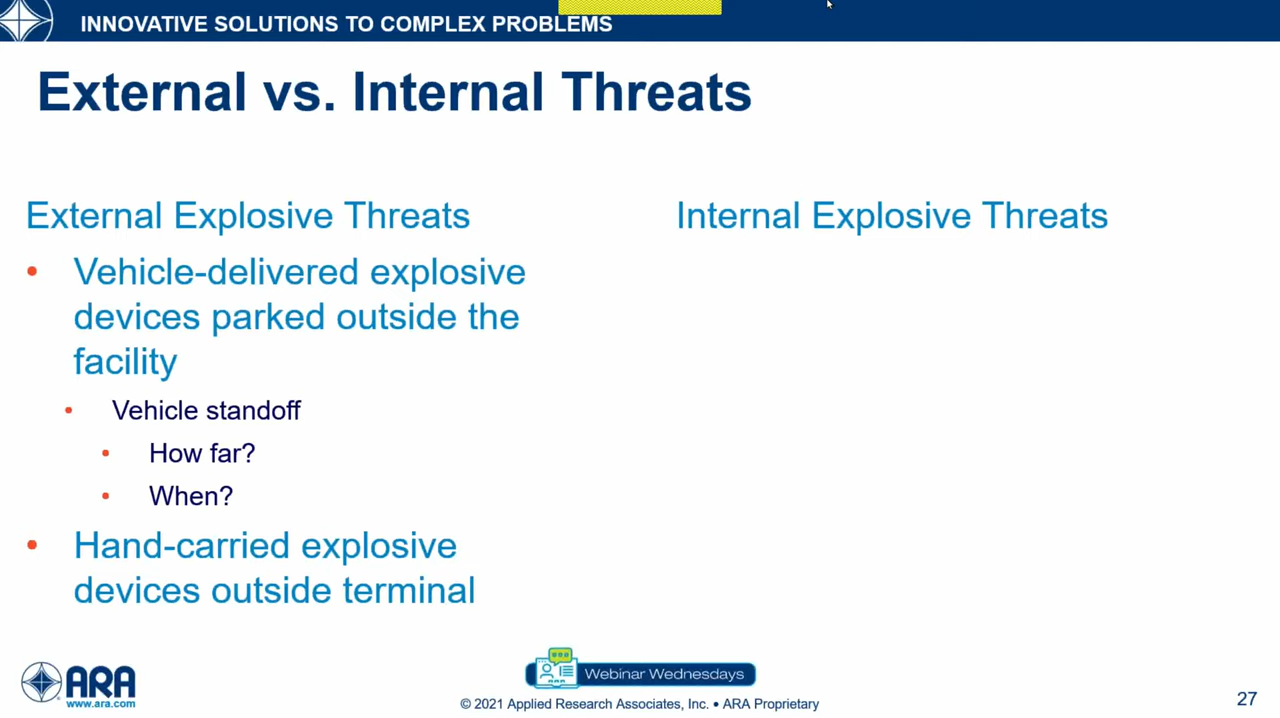 INNOVATIVE SOLUTIONS TO COMPLEX PROBLEMS
External vs. Internal Threats
External Explosive Threats
• Vehicle-delivered explosive
devices parked outside the
facility
• Vehicle standoff
• How far?
• When?
• Hand-carried explosive
devices outside terminal
Internal Explosive Threats
ARA
www.ara.com
Webinar Wednesdays
© 2021 Applied Research Associates, Inc. • ARA Proprietary
27